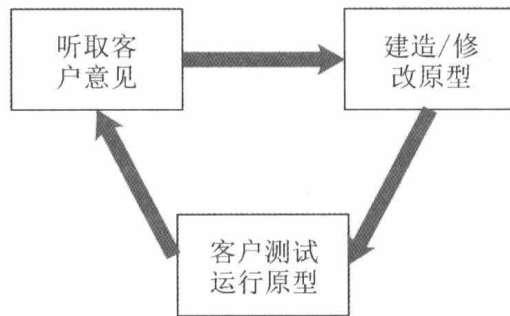 听取客
户意见
建造/修
改原型
客户测试
运行原型